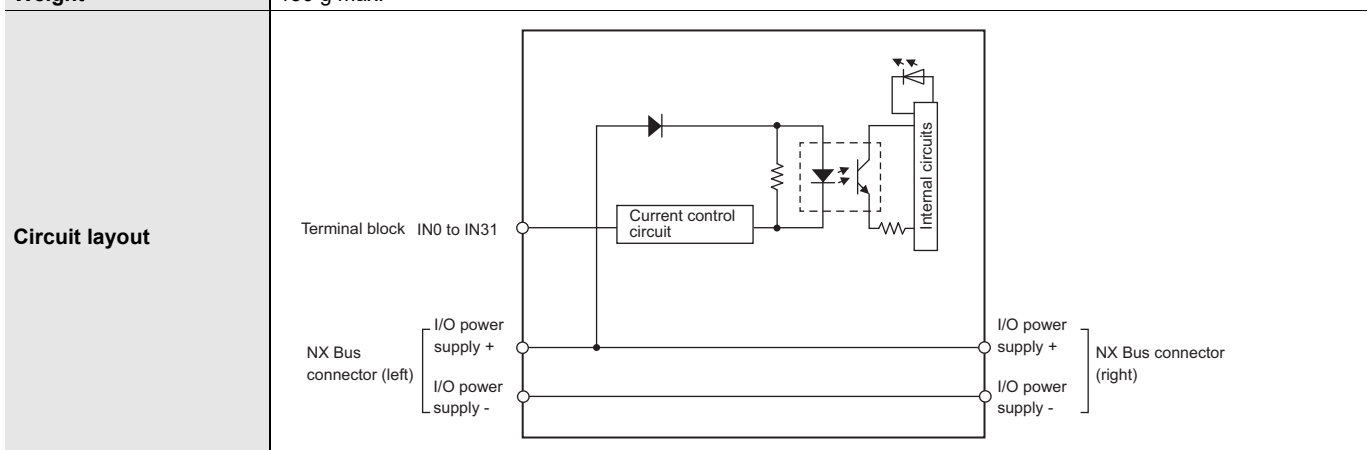 Circuit layout
Terminal block IN0 to IN31
Current control
circuit
Internal circuits
NX Bus
connector (left)
I/O power
supply +
I/O power
supply -
I/O power
supply +
I/O power
supply -
NX Bus connector
(right)